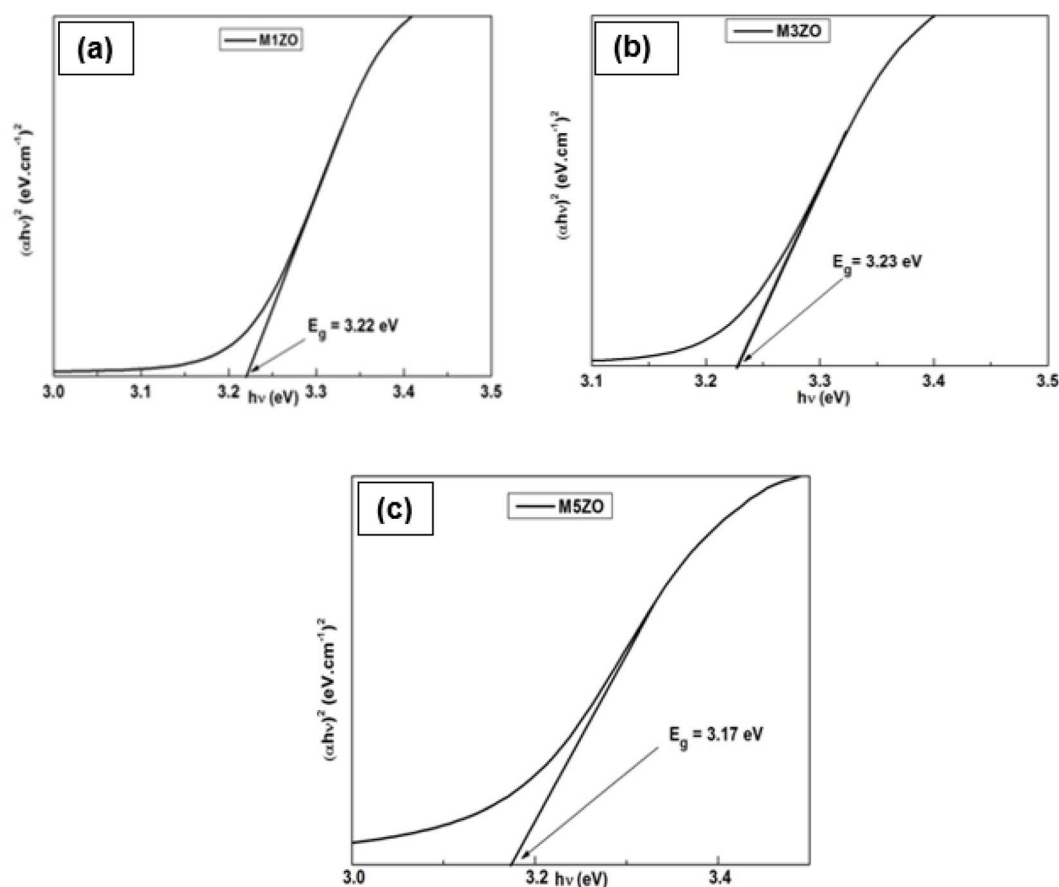 (a)
M1ZO
(αhν)² (eV.cm⁻¹)²
E_g = 3.22 eV
3.0 3.1 3.2 3.3 3.4 3.5
hν (eV)
(b)
M3ZO
(αhν)² (eV.cm⁻¹)²
E_g = 3.23 eV
3.1 3.2 3.3 3.4 3.5
hν (eV)
(c)
M5ZO
(αhν)² (eV.cm⁻¹)²
E_g = 3.17 eV
3.0 3.2 3.4
hν (eV)